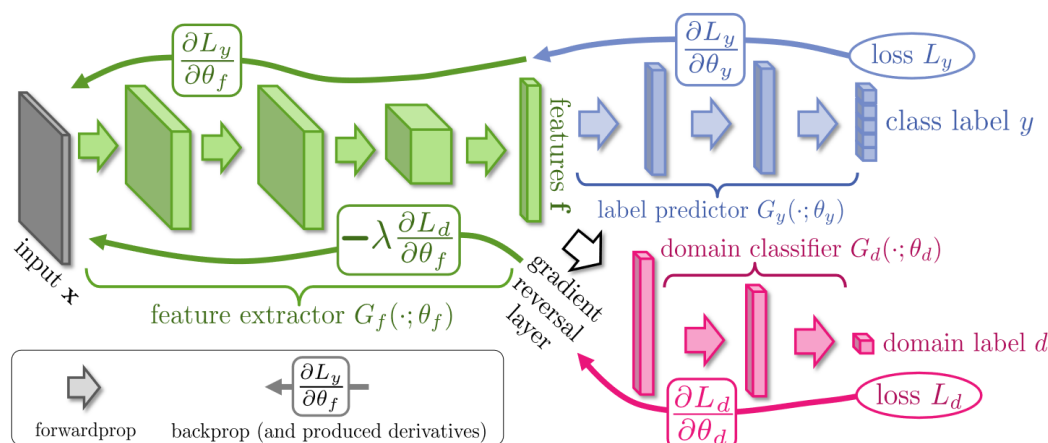 ∂L_y
∂θ_f
∂L_y
∂θ_y
loss L_y
features f
class label y
label predictor G_y(·; θ_y)
−λ ∂L_d
∂θ_f
input x
feature extractor G_f(·; θ_f)
gradient
reversal
layer
domain classifier G_d(·; θ_d)
domain label d
loss L_d
∂L_d
∂θ_d
∂L_y
∂θ_f
forwardprop
backprop (and produced derivatives)